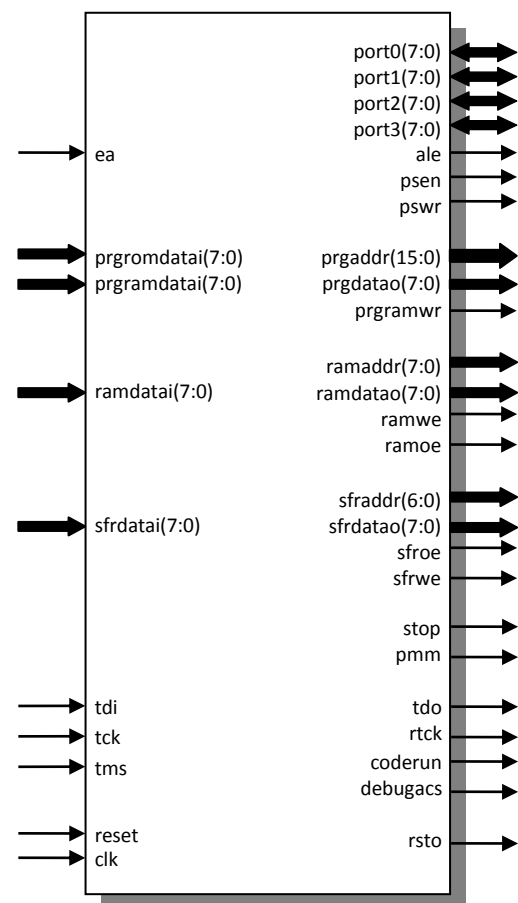 port0(7:0)
port1(7:0)
port2(7:0)
port3(7:0)
ea
ale
psen
pswr
prgromdatai(7:0)
prgaddr(15:0)
prgramdatai(7:0)
prgdatao(7:0)
prgramwr
ramaddr(7:0)
ramdatai(7:0)
ramdatao(7:0)
ramwe
ramoe
sfraddr(6:0)
sfrdatai(7:0)
sfrdatao(7:0)
sfroe
sfrwe
stop
pmm
tdi
tdo
tck
rtck
tms
coderun
debugacs
reset
rsto
clk